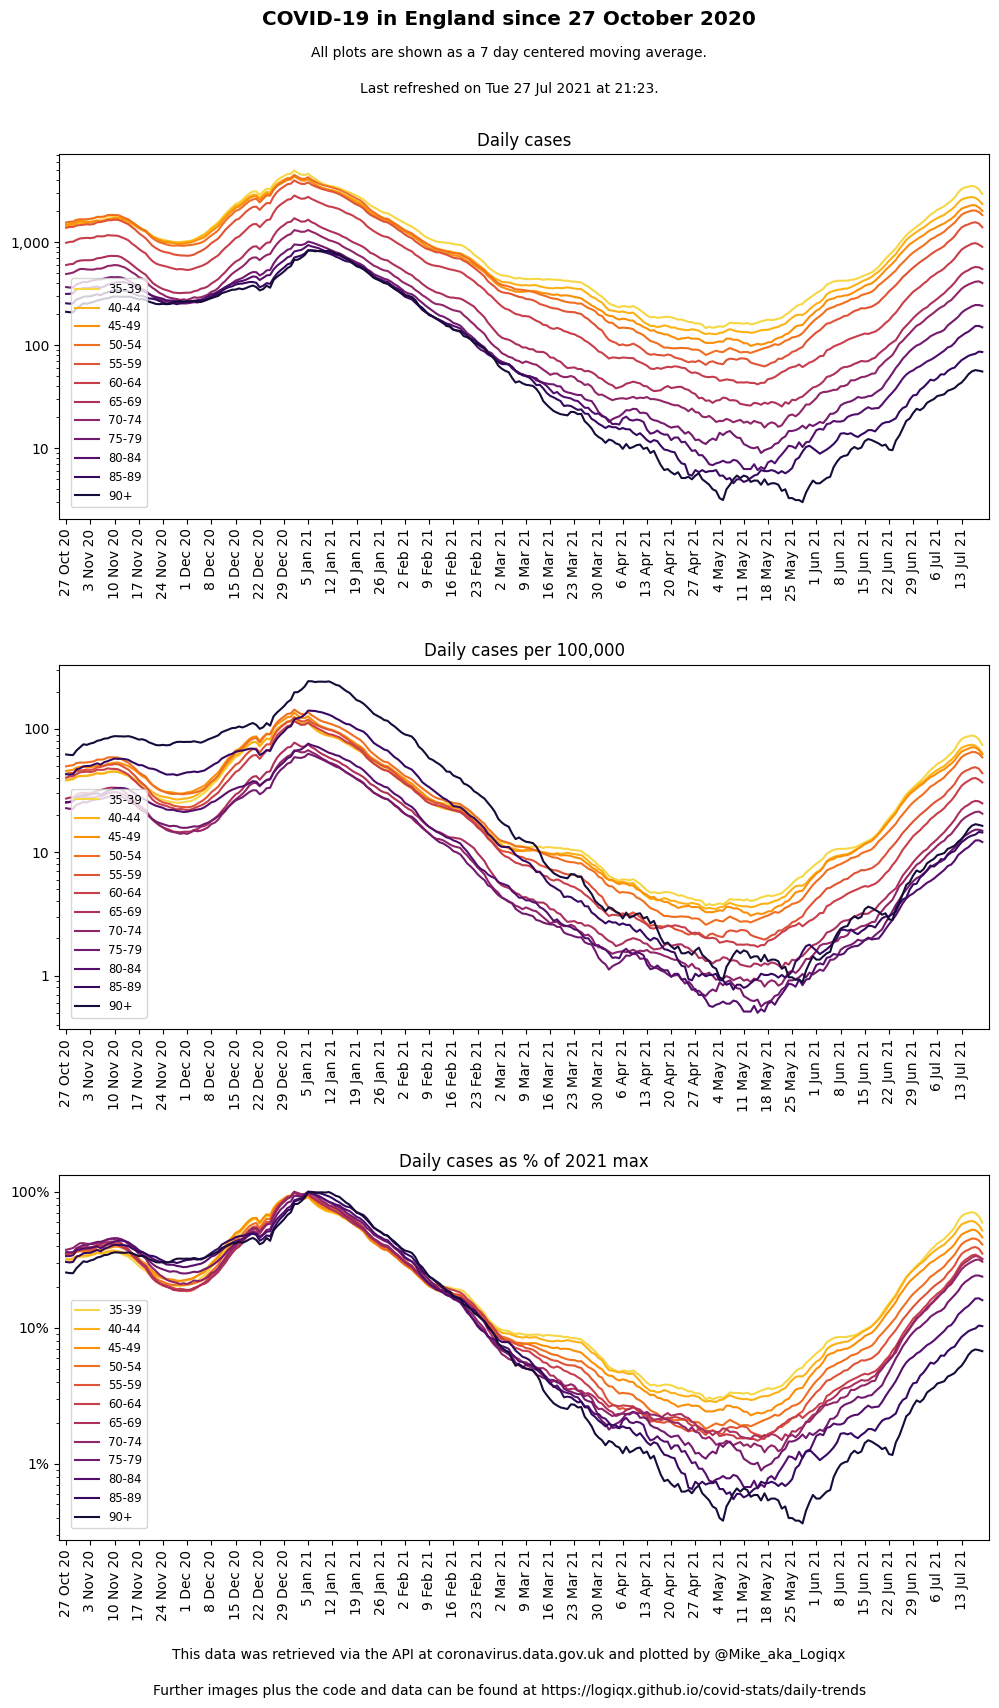 COVID-19 in England since 27 October 2020
All plots are shown as a 7 day centered moving average.
Last refreshed on Tue 27 Jul 2021 at 21:23.
Daily cases
1,000
100
10
35-39
40-44
45-49
50-54
55-59
60-64
65-69
70-74
75-79
80-84
85-89
90+
27 Oct 20
3 Nov 20
10 Nov 20
17 Nov 20
24 Nov 20
1 Dec 20
8 Dec 20
15 Dec 20
22 Dec 20
29 Dec 20
5 Jan 21
12 Jan 21
19 Jan 21
26 Jan 21
2 Feb 21
9 Feb 21
16 Feb 21
23 Feb 21
2 Mar 21
9 Mar 21
16 Mar 21
23 Mar 21
30 Mar 21
6 Apr 21
13 Apr 21
20 Apr 21
27 Apr 21
4 May 21
11 May 21
18 May 21
25 May 21
1 Jun 21
8 Jun 21
15 Jun 21
22 Jun 21
29 Jun 21
6 Jul 21
13 Jul 21
Daily cases per 100,000
100
10
1
35-39
40-44
45-49
50-54
55-59
60-64
65-69
70-74
75-79
80-84
85-89
90+
27 Oct 20
3 Nov 20
10 Nov 20
17 Nov 20
24 Nov 20
1 Dec 20
8 Dec 20
15 Dec 20
22 Dec 20
29 Dec 20
5 Jan 21
12 Jan 21
19 Jan 21
26 Jan 21
2 Feb 21
9 Feb 21
16 Feb 21
23 Feb 21
2 Mar 21
9 Mar 21
16 Mar 21
23 Mar 21
30 Mar 21
6 Apr 21
13 Apr 21
20 Apr 21
27 Apr 21
4 May 21
11 May 21
18 May 21
25 May 21
1 Jun 21
8 Jun 21
15 Jun 21
22 Jun 21
29 Jun 21
6 Jul 21
13 Jul 21
Daily cases as % of 2021 max
100%
10%
1%
35-39
40-44
45-49
50-54
55-59
60-64
65-69
70-74
75-79
80-84
85-89
90+
27 Oct 20
3 Nov 20
10 Nov 20
17 Nov 20
24 Nov 20
1 Dec 20
8 Dec 20
15 Dec 20
22 Dec 20
29 Dec 20
5 Jan 21
12 Jan 21
19 Jan 21
26 Jan 21
2 Feb 21
9 Feb 21
16 Feb 21
23 Feb 21
2 Mar 21
9 Mar 21
16 Mar 21
23 Mar 21
30 Mar 21
6 Apr 21
13 Apr 21
20 Apr 21
27 Apr 21
4 May 21
11 May 21
18 May 21
25 May 21
1 Jun 21
8 Jun 21
15 Jun 21
22 Jun 21
29 Jun 21
6 Jul 21
13 Jul 21
This data was retrieved via the API at coronavirus.data.gov.uk and plotted by @Mike_aka_Logiqx
Further images plus the code and data can be found at https://logiqx.github.io/covid-stats/daily-trends